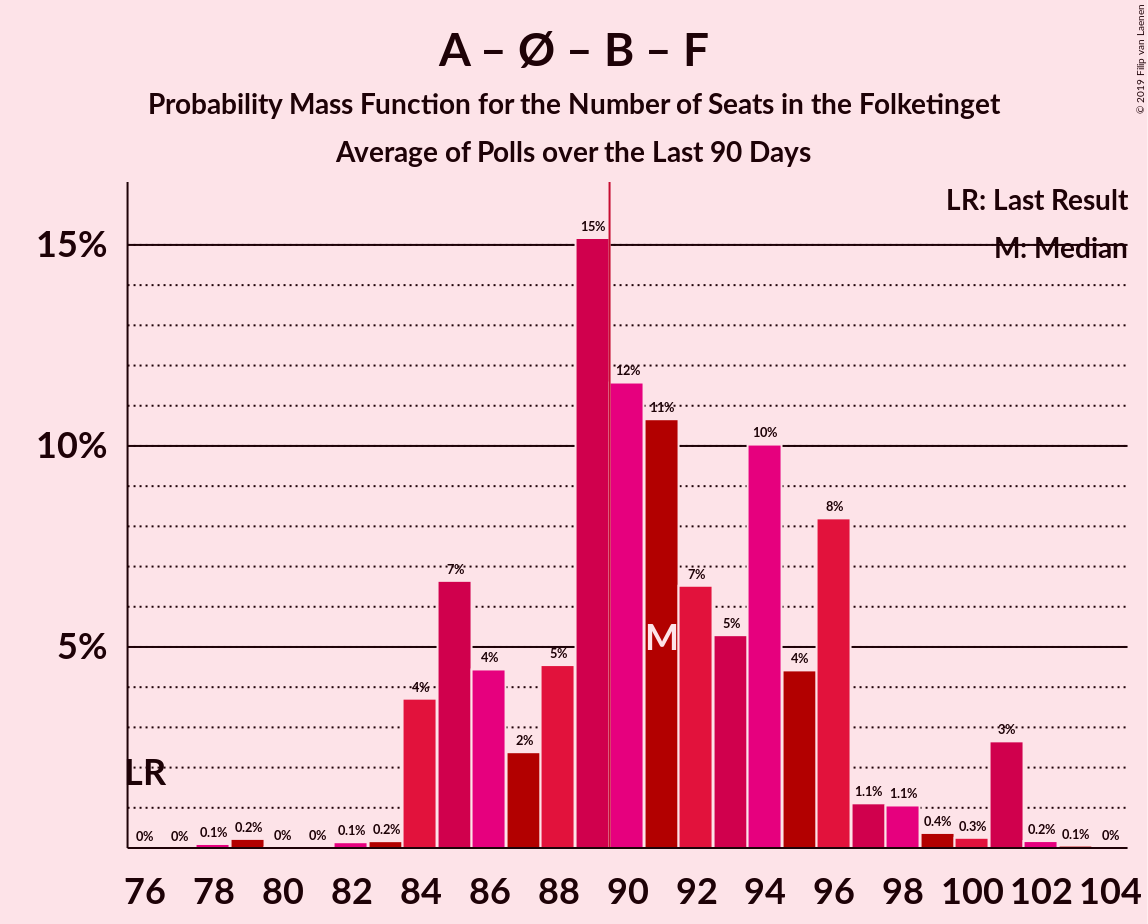 A – Ø – B – F
Probability Mass Function for the Number of Seats in the Folketinget
Average of Polls over the Last 90 Days
© 2019 Filip van Laenen
LR: Last Result
M: Median
15%
10%
5%
LR
M
0% 0% 0.1% 0.2% 0% 0% 0.1% 0.2% 4% 7% 4% 2% 5% 15% 12% 11% 7% 5% 10% 4% 8% 1.1% 1.1% 0.4% 0.3% 3% 0.2% 0.1% 0%
76 78 80 82 84 86 88 90 92 94 96 98 100 102 104